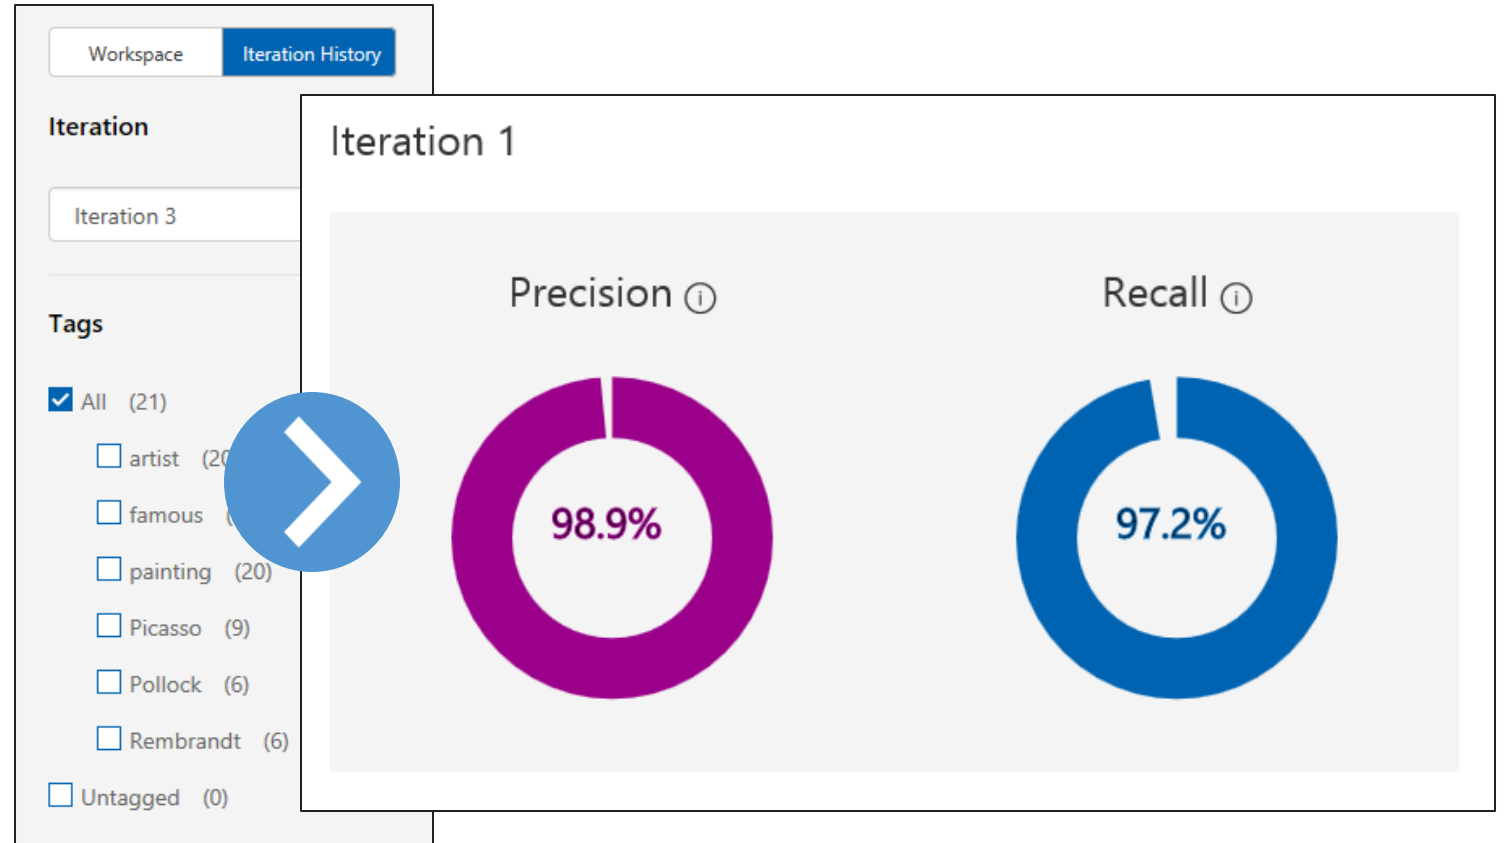 Workspace
Iteration History
Iteration
Iteration 3
Tags
All (21)
artist (20
famous (
painting (20)
Picasso (9)
Pollock (6)
Rembrandt (6)
Untagged (0)
Iteration 1
Precision
Recall
98.9%
97.2%